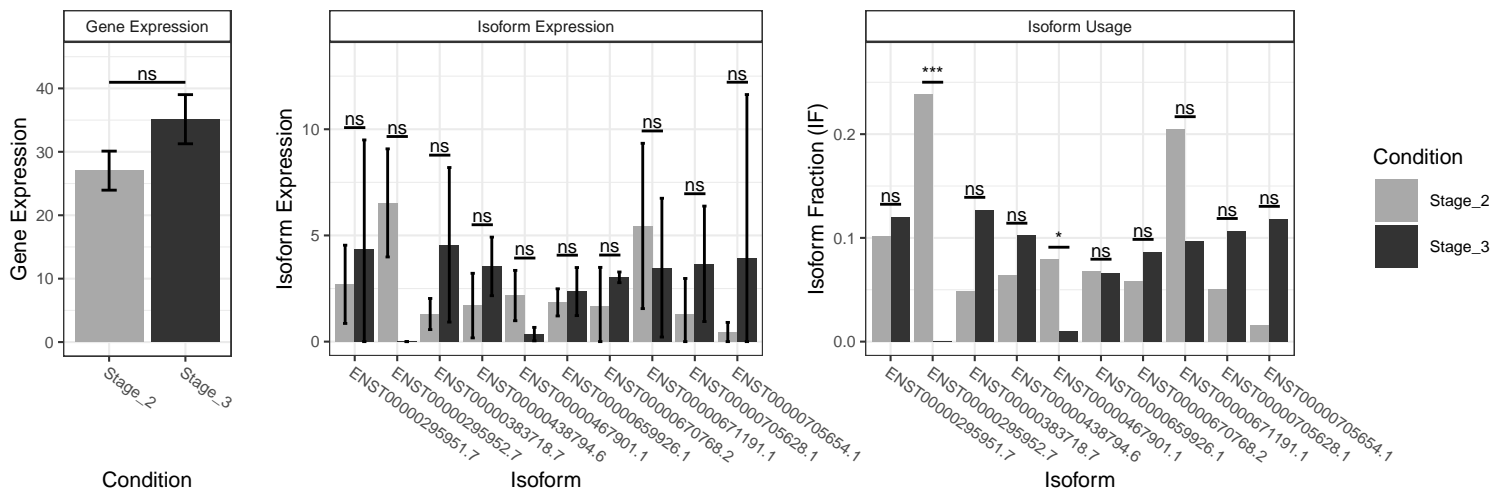 Gene Expression
Isoform Expression
Isoform Usage
Gene Expression
0
10
20
30
40
ns
Stage_2
Stage_3
Condition
Isoform Expression
0
5
10
ns
ns
ns
ns
ns
ns
ns
ns
ns
ns
ENST00000295951.7
ENST00000295952.7
ENST00000383718.7
ENST00000438794.6
ENST00000467901.1
ENST00000659926.1
ENST00000670768.2
ENST00000671191.1
ENST00000705628.1
ENST00000705654.1
Isoform
Isoform Fraction (IF)
0.0
0.1
0.2
ns
***
ns
ns
*
ns
ns
ns
ns
ns
ENST00000295951.7
ENST00000295952.7
ENST00000383718.7
ENST00000438794.6
ENST00000467901.1
ENST00000659926.1
ENST00000670768.2
ENST00000671191.1
ENST00000705628.1
ENST00000705654.1
Isoform
Condition
Stage_2
Stage_3